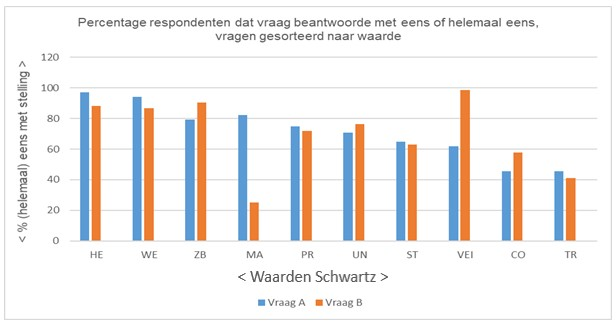 Percentage respondenten dat vraag beantwoorde met eens of helemaal eens,
vragen gesorteerd naar waarde
< % (helemaal) eens met stelling >
120
100
80
60
40
20
0
HE WE ZB MA PR UN ST VEI CO TR
< Waarden Schwartz >
Vraag A Vraag B